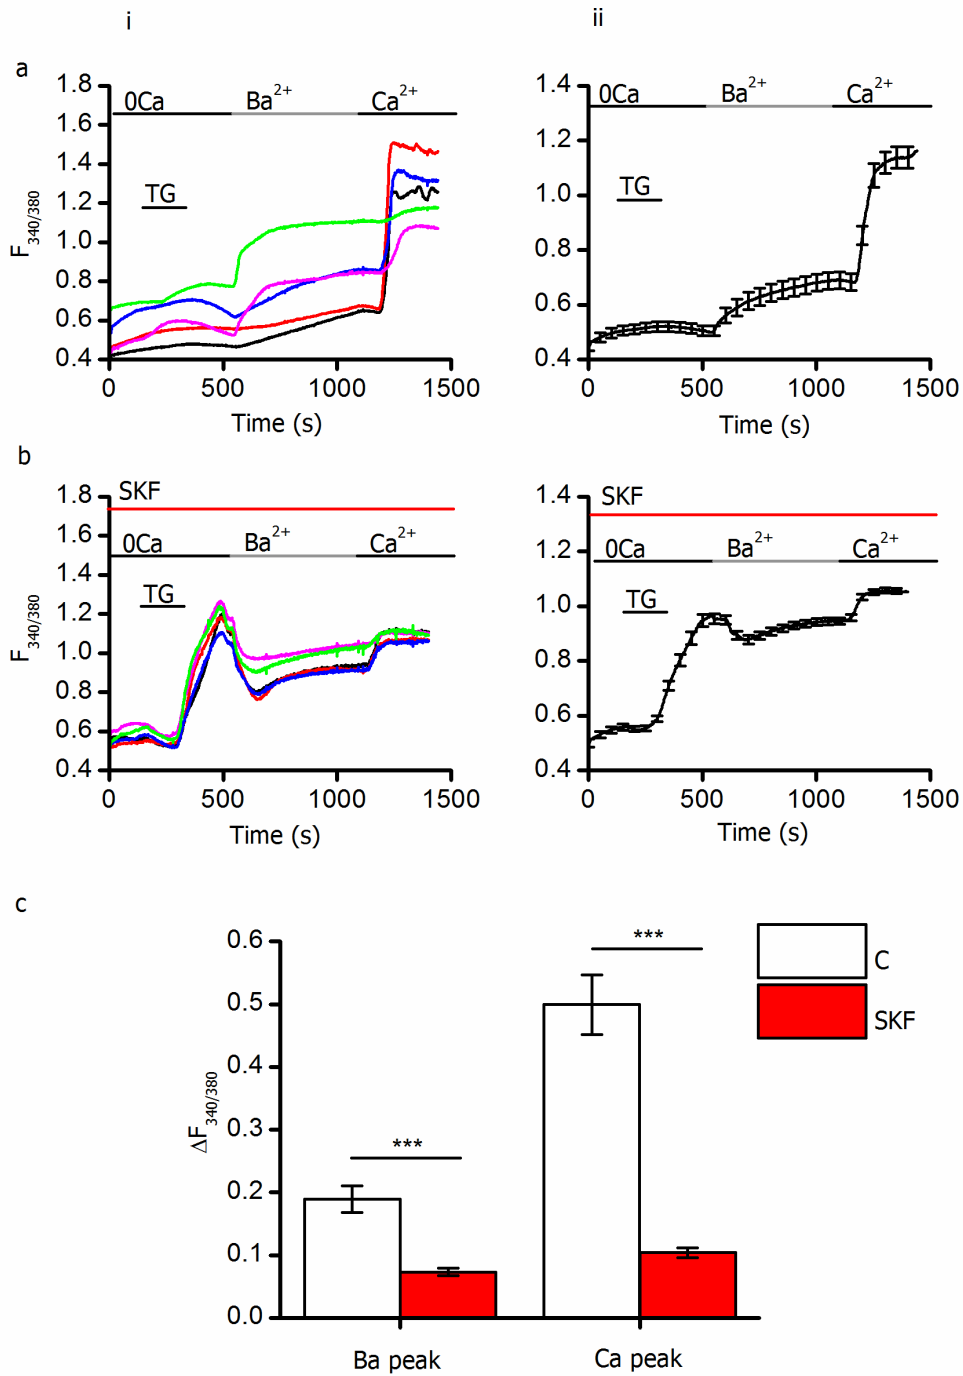 i
ii
a
1.8
1.6
1.4
1.2
1.0
0.8
0.6
0.4
F340/380
0Ca
Ba2+
Ca2+
TG
0
500
1000
1500
Time (s)
1.4
1.2
1.0
0.8
0.6
0.4
0Ca
Ba2+
Ca2+
TG
0
500
1000
1500
Time (s)
b
1.8
1.6
1.4
1.2
1.0
0.8
0.6
0.4
F340/380
SKF
0Ca
Ba2+
Ca2+
TG
0
500
1000
1500
Time (s)
1.4
1.2
1.0
0.8
0.6
0.4
SKF
0Ca
Ba2+
Ca2+
TG
0
500
1000
1500
Time (s)
c
0.6
0.5
0.4
0.3
0.2
0.1
0.0
ΔF340/380
***
***
C
SKF
Ba peak
Ca peak